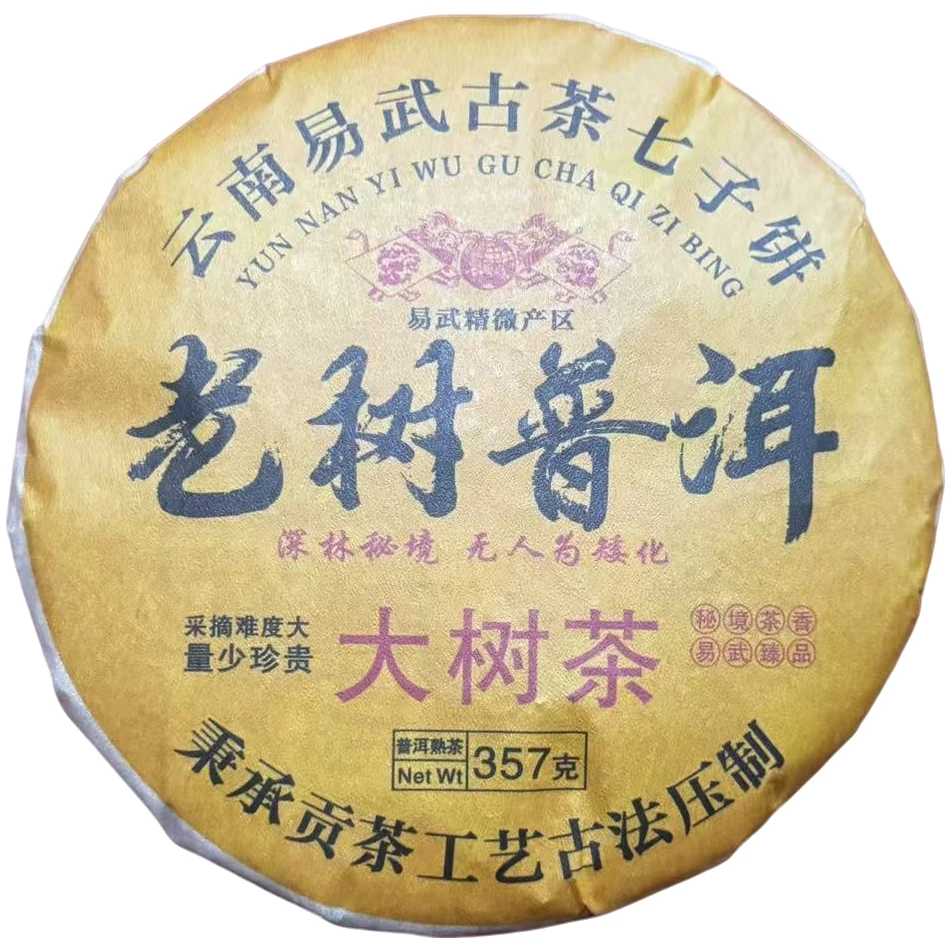 云南易武古茶七子饼
YUN NAN YI WU GU CHA QI ZI BING
易武精微产区
老树普洱
深林秘境 无人为矮化
采摘难度大
量少珍贵
大树茶
秘境茶香
易武臻品
普洱熟茶
Net Wt
357克
秉承贡茶工艺古法压制